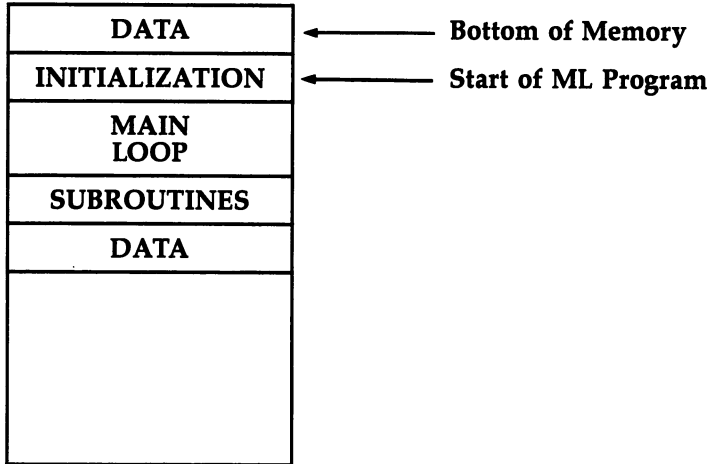 DATA
Bottom of Memory
INITIALIZATION
Start of ML Program
MAIN
LOOP
SUBROUTINES
DATA